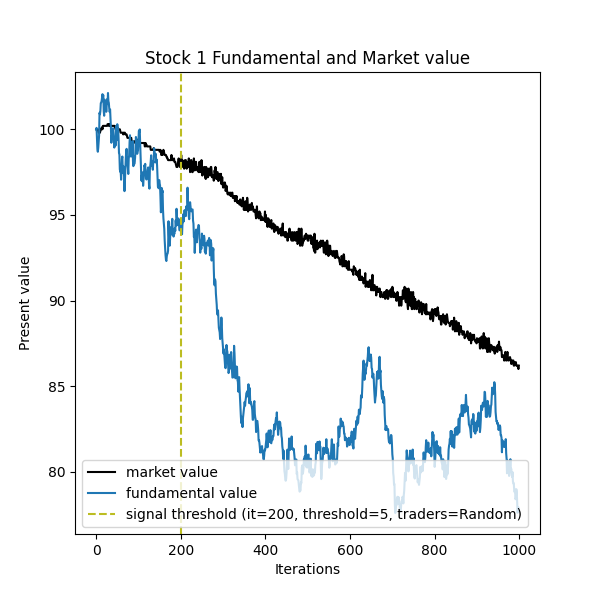 Stock 1 Fundamental and Market value
Present value
100
95
90
85
80
market value
fundamental value
signal threshold (it=200, threshold=5, traders=Random)
0 200 400 600 800 1000
Iterations